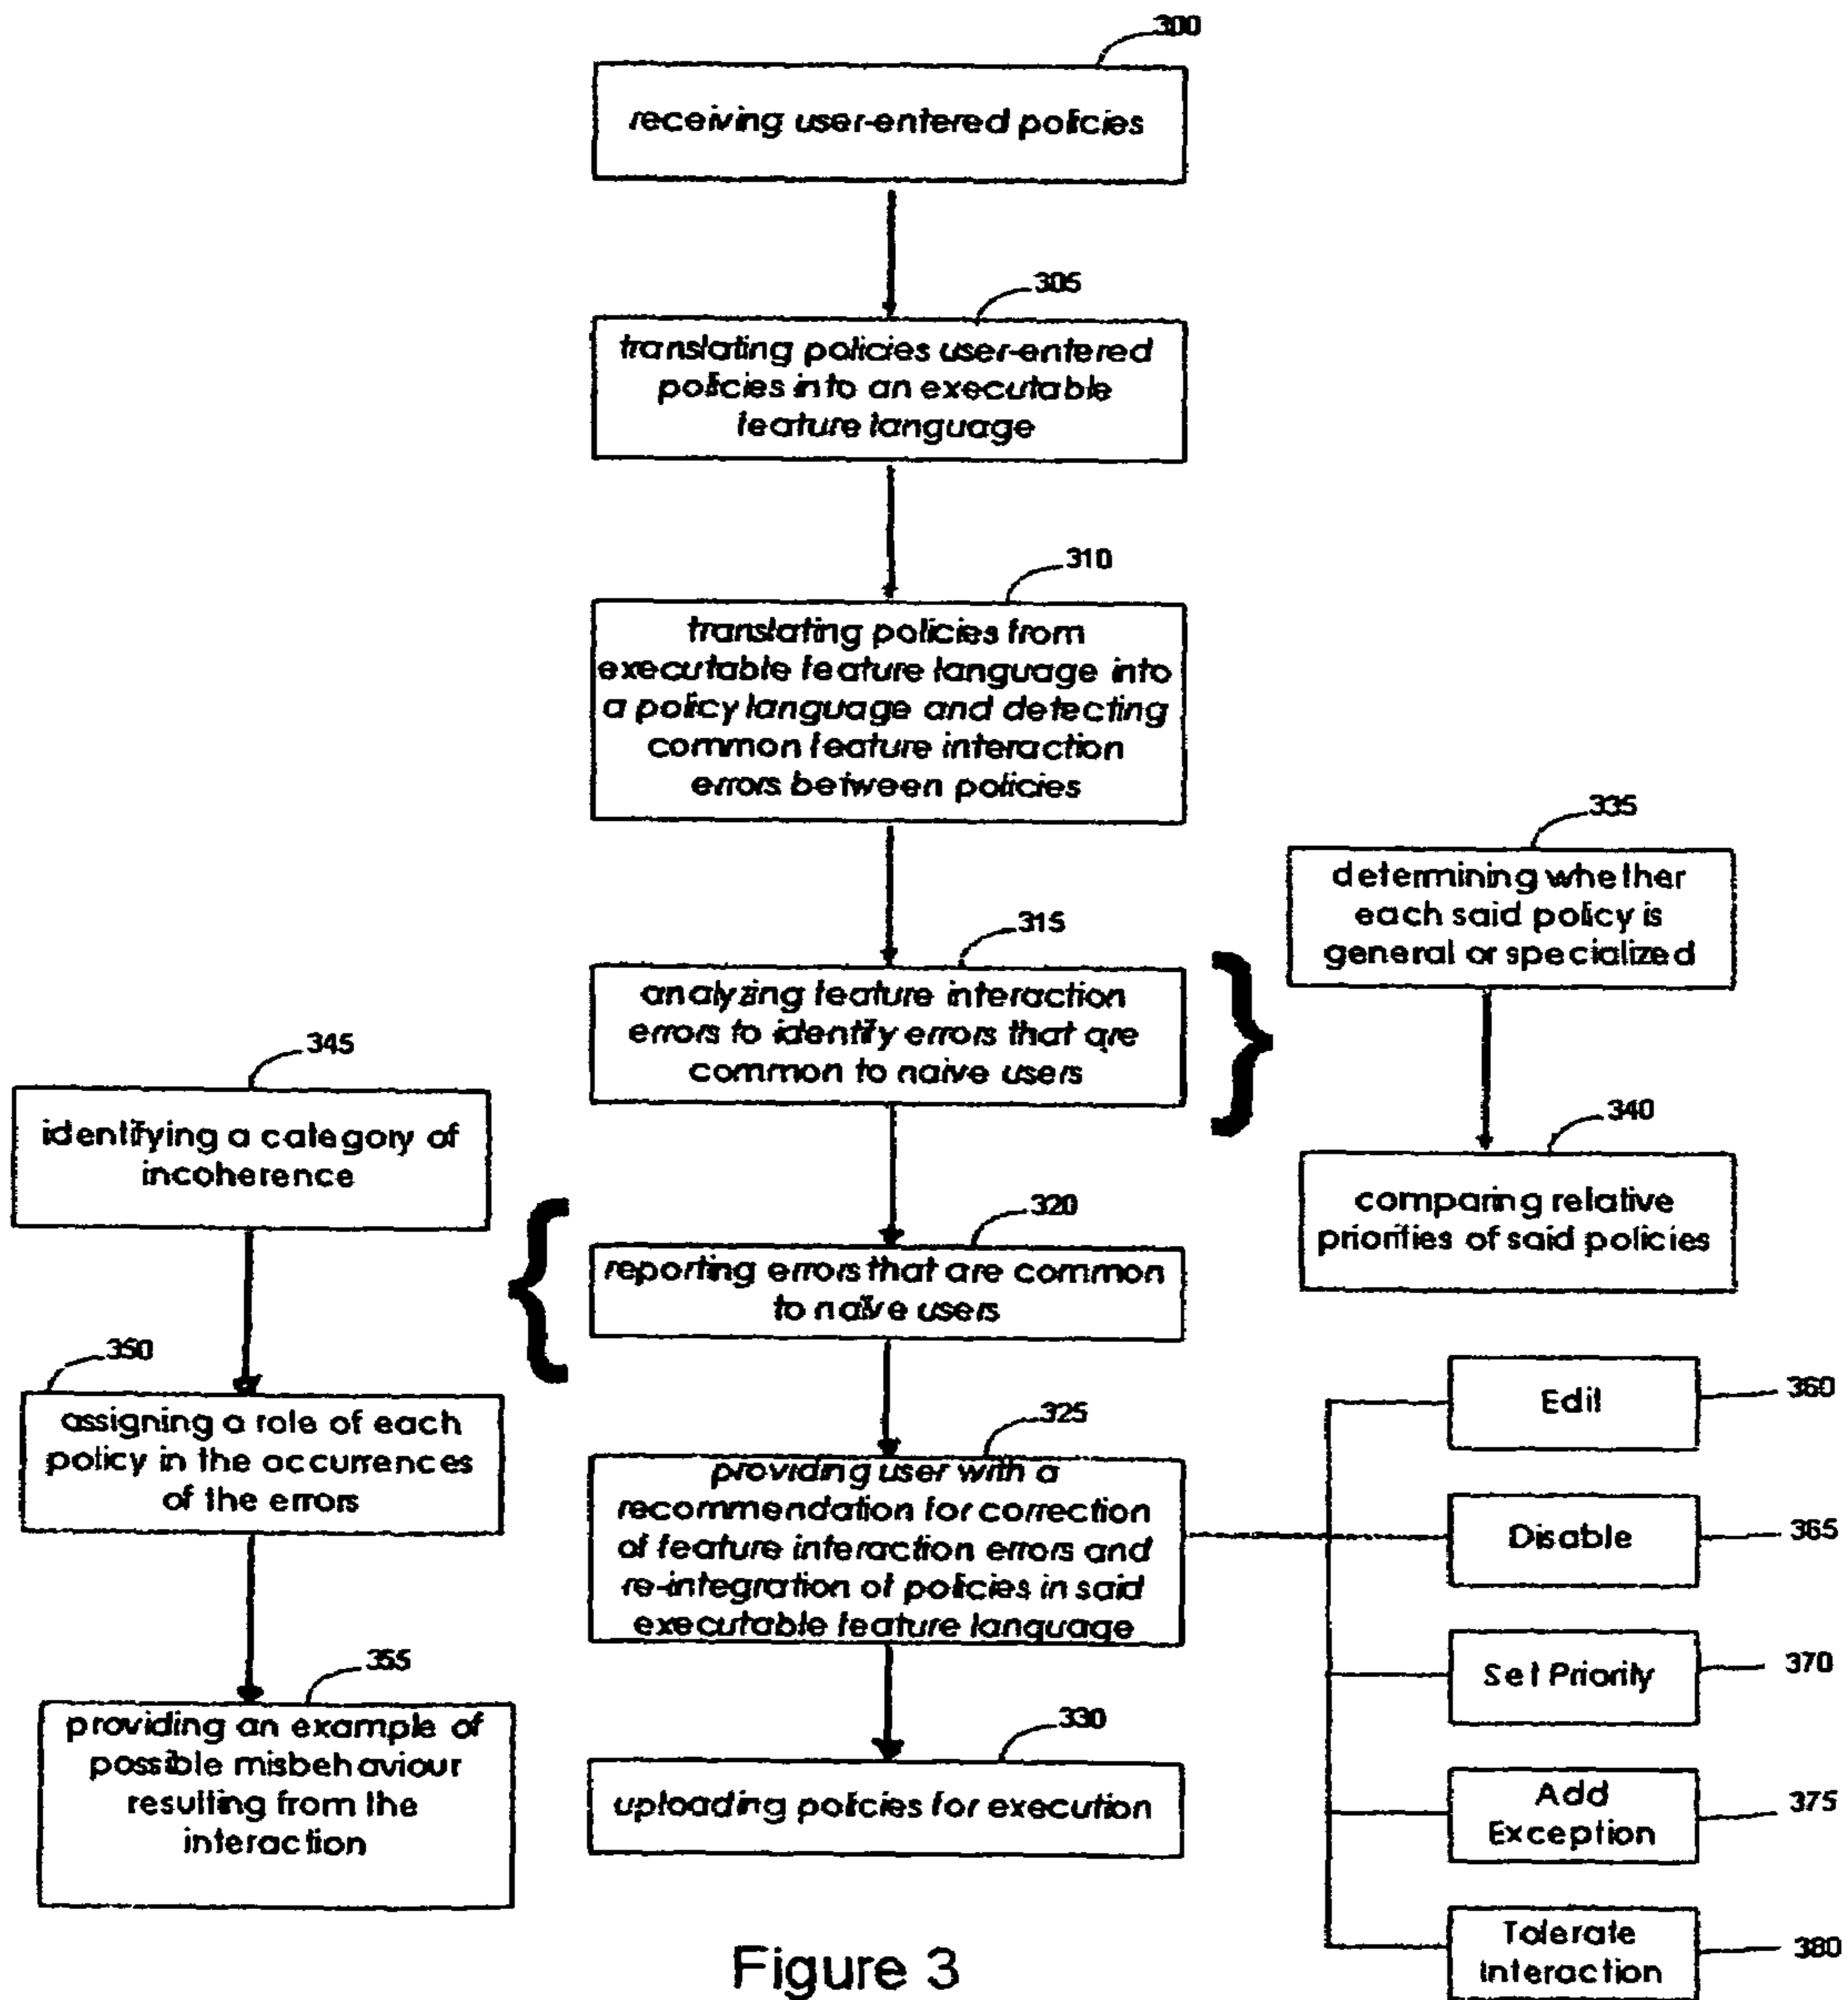 300
receiving user-entered policies
305
translating policies user-entered
policies into an executable
feature language
310
translating policies from
executable feature language into
a policy language and detecting
common feature interaction
errors between policies
335
determining whether
each said policy is
general or specialized
315
analyzing feature interaction
errors to identify errors that are
common to naive users
345
identifying a category of
incoherence
340
comparing relative
priorities of said policies
320
reporting errors that are common
to naïve users
350
assigning a role of each
policy in the occurrences
of the errors
325
providing user with a
recommendation for correction
of feature interaction errors and
re-integration of policies in said
executable feature language
Edit
360
Disable
365
Set Priority
370
Add
Exception
375
Tolerate
Interaction
380
355
providing an example of
possible misbehaviour
resulting from the
interaction
330
uploading policies for execution
Figure 3